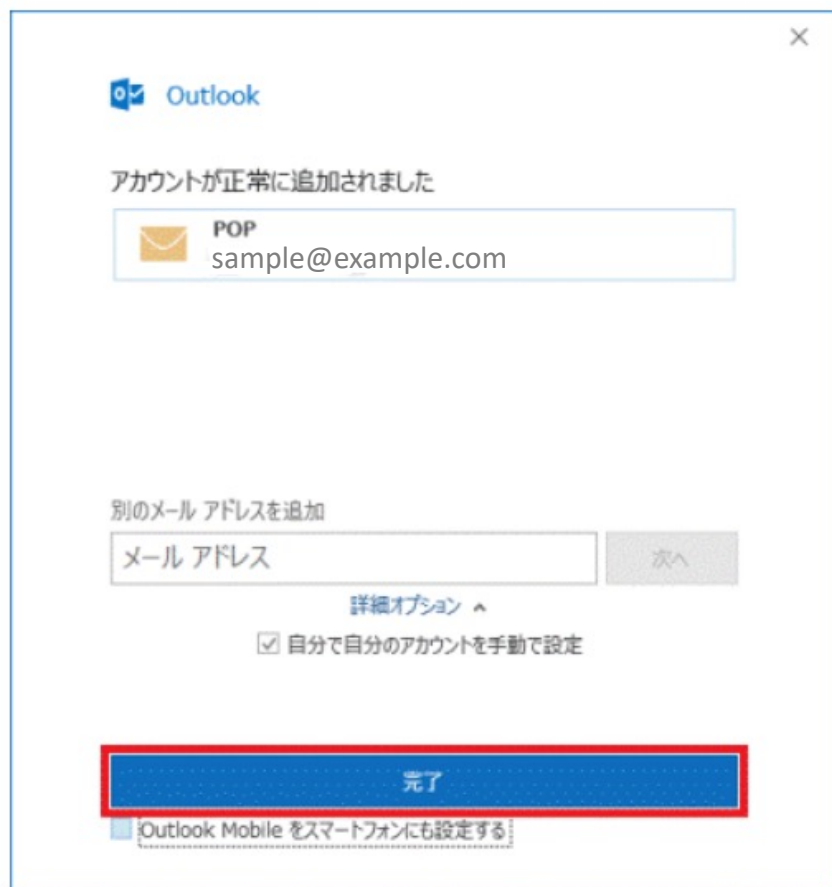 Outlook
アカウントが正常に追加されました
POP
sample@example.com
別のメール アドレスを追加
メール アドレス
次へ
詳細オプション
自分で自分のアカウントを手動で設定
完了
Outlook Mobile をスマートフォンにも設定する